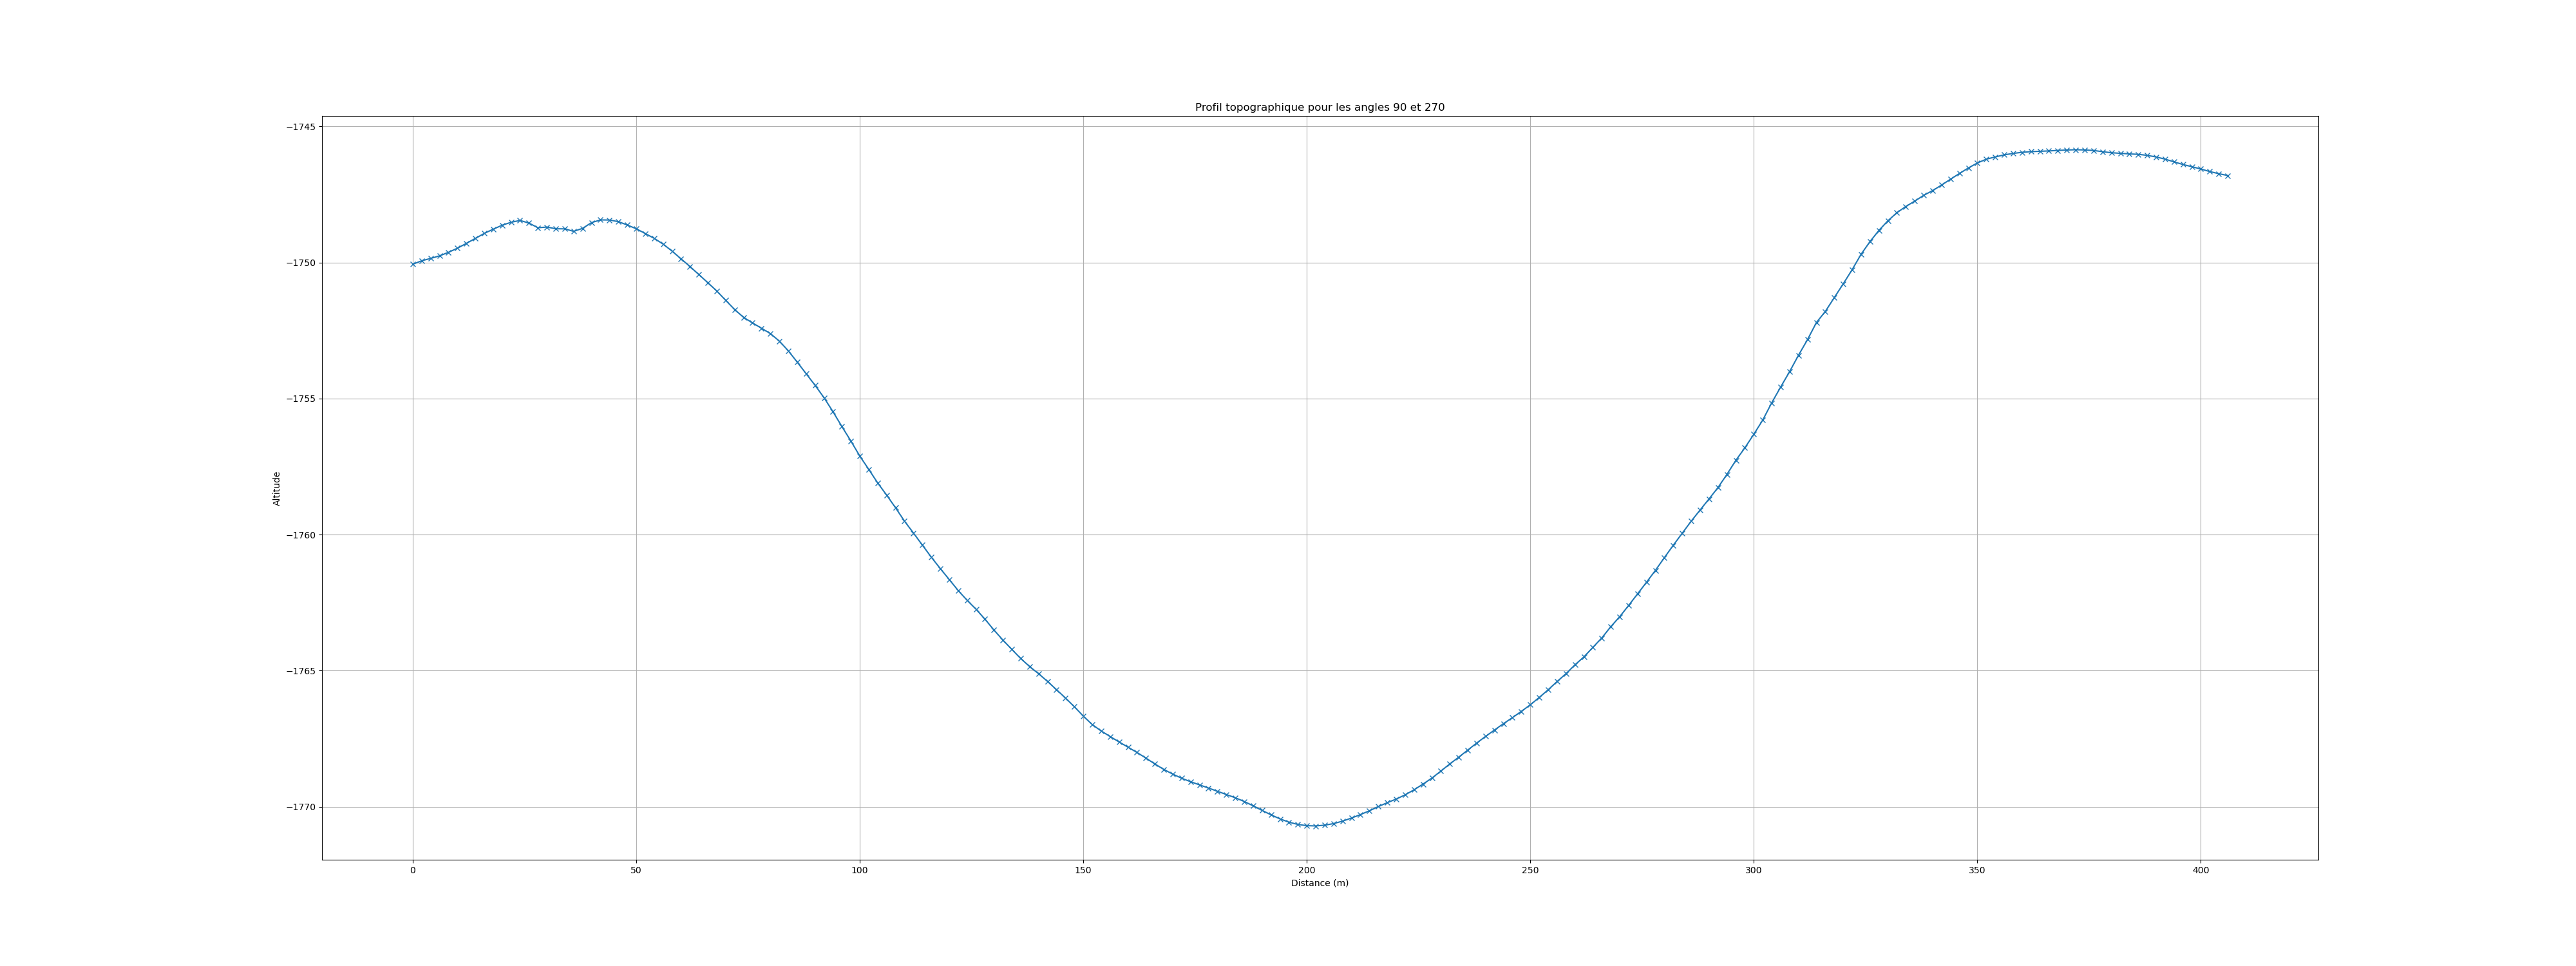 Profil topographique pour les angles 90 et 270
−1745
−1750
−1755
−1760
−1765
−1770
Altitude
0 50 100 150 200 250 300 350 400
Distance (m)